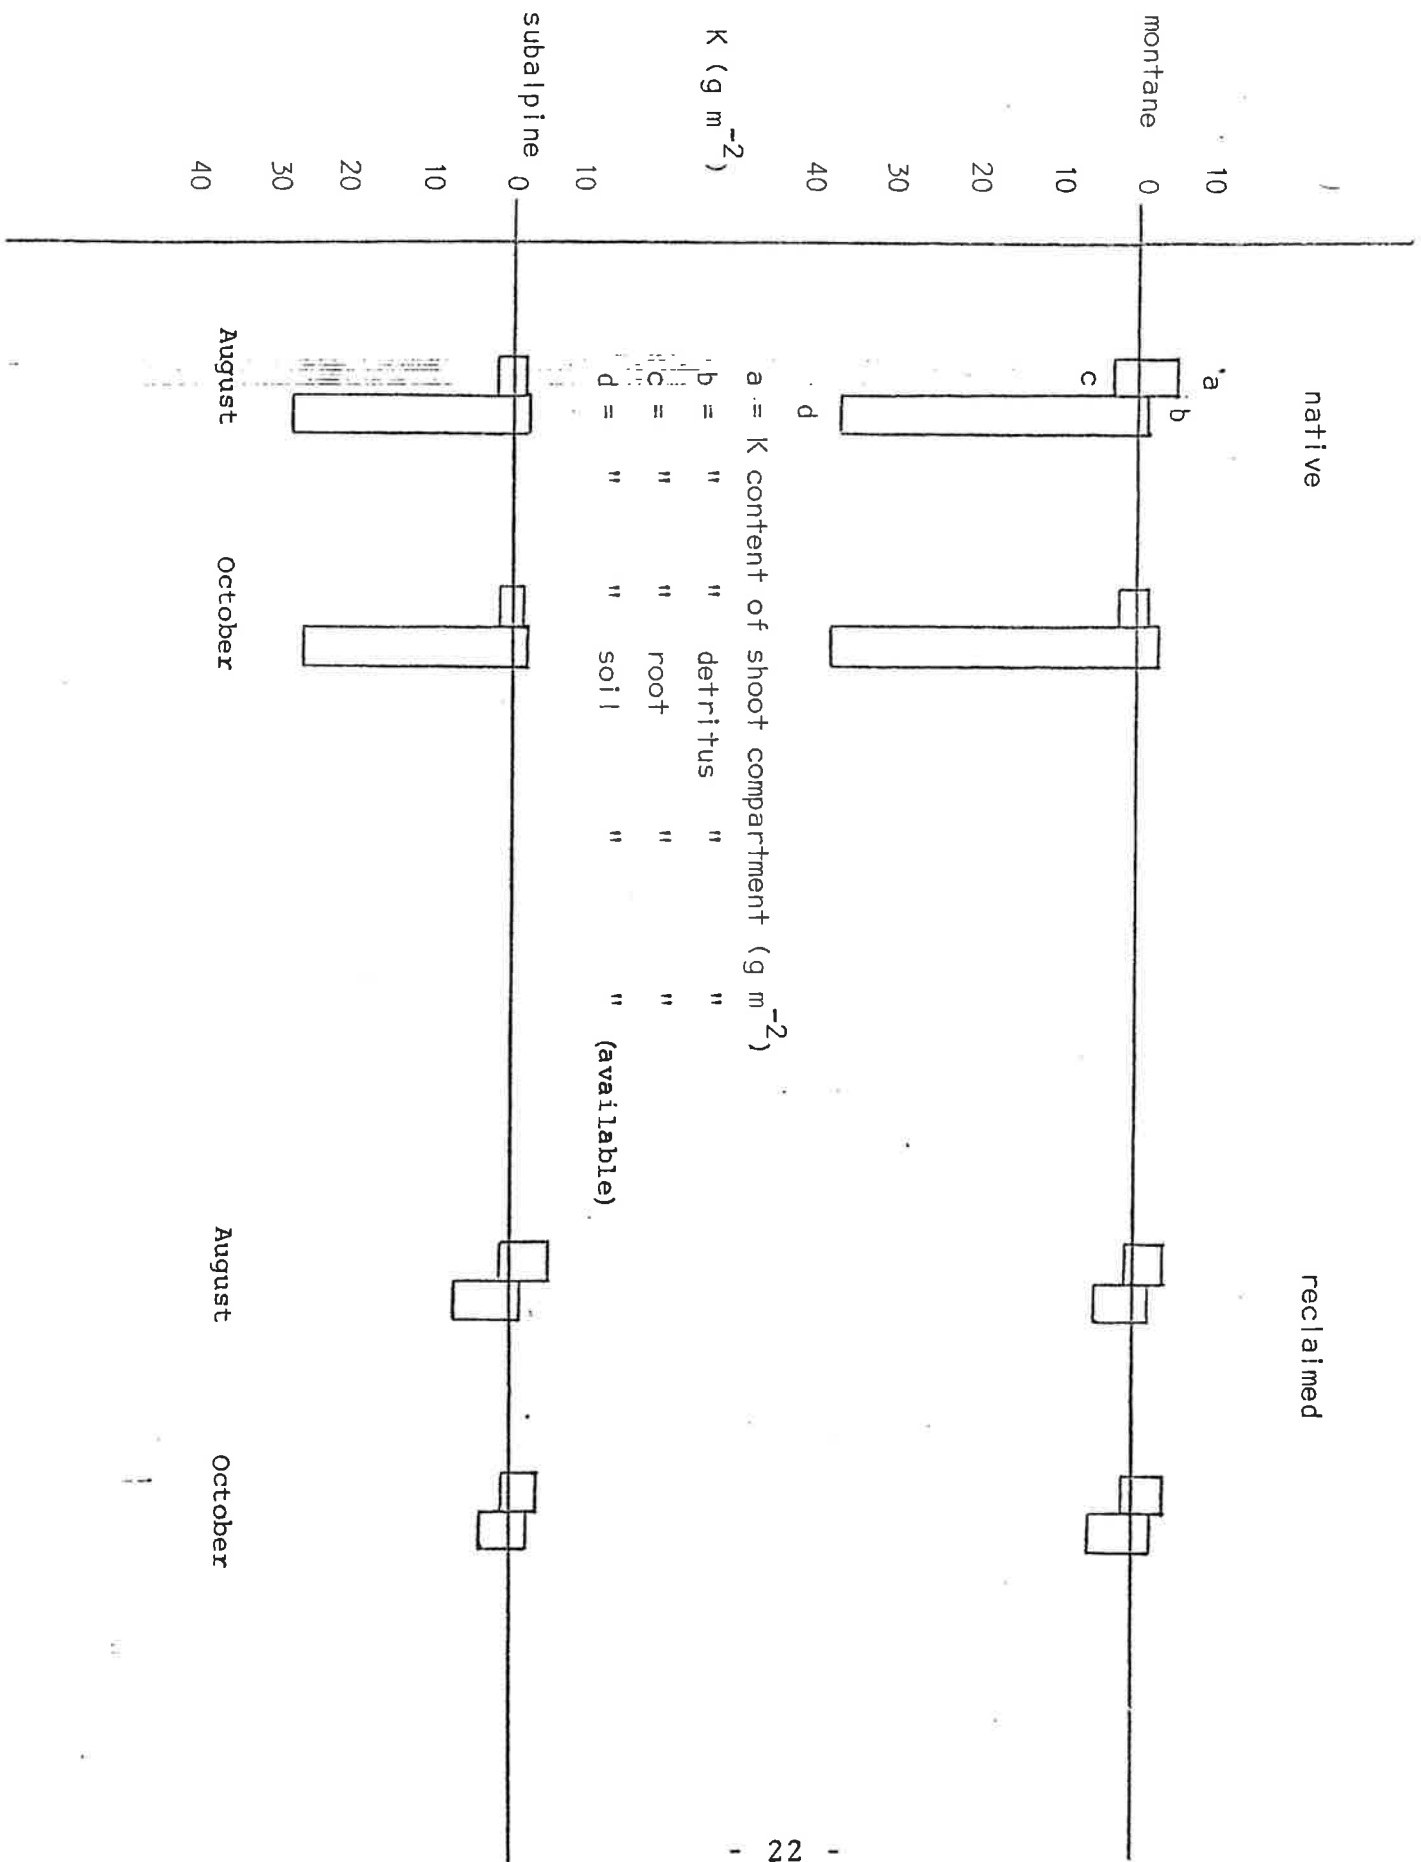 native
reclaimed
montane
10
0
10
20
30
40
a
b
c
d
K (g m⁻²)
a = K content of shoot compartment (g m⁻²)
b = " " detritus " "
c = " " root " "
d = " " soil " " (available)
subalpine
10
0
10
20
30
40
August
October
August
October
- 22 -